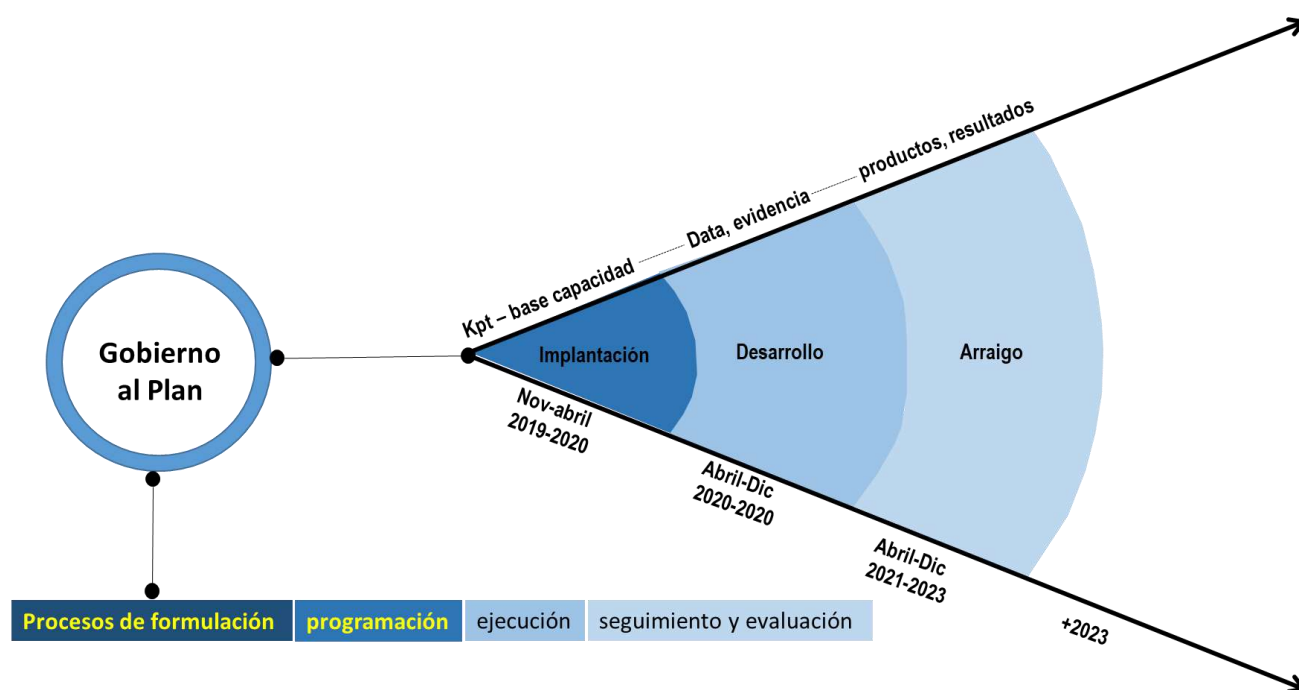 Kpt – base capacidad
Data, evidencia
productos, resultados
Gobierno
al Plan
Implantación
Desarrollo
Arraigo
Nov-abril
2019-2020
Abril-Dic
2020-2020
Abril-Dic
2021-2023
+2023
Procesos de formulación
programación
ejecución
seguimiento y evaluación